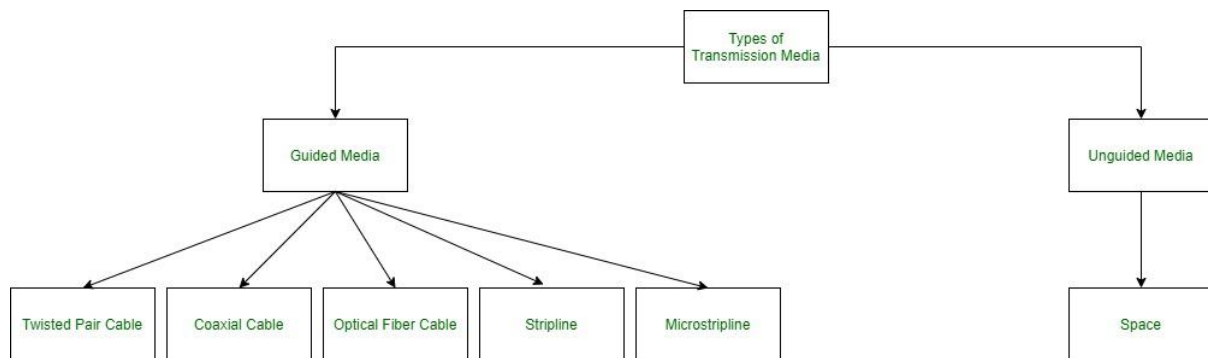 Types of
Transmission Media
Guided Media
Unguided Media
Twisted Pair Cable
Coaxial Cable
Optical Fiber Cable
Stripline
Microstripline
Space